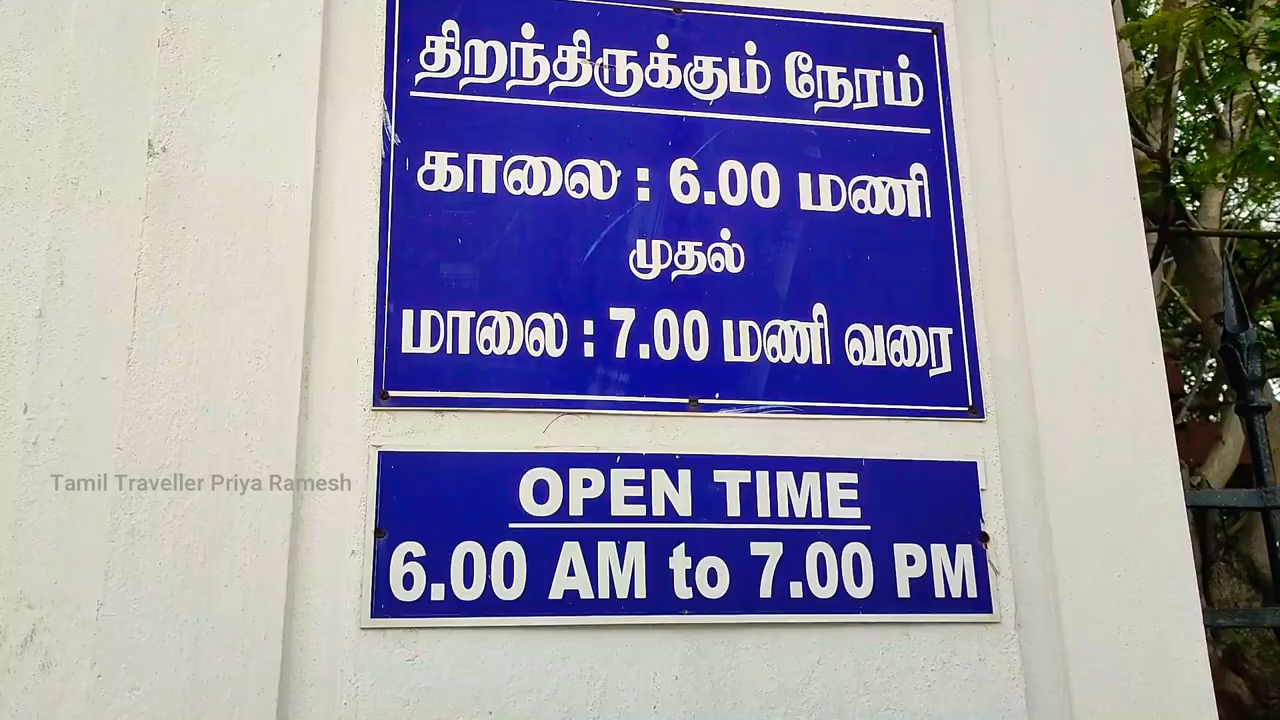 திறந்திருக்கும் நேரம்
காலை : 6.00 மணி
முதல்
மாலை : 7.00 மணி வரை
OPEN TIME
6.00 AM to 7.00 PM
Tamil Traveller Priya Ramesh